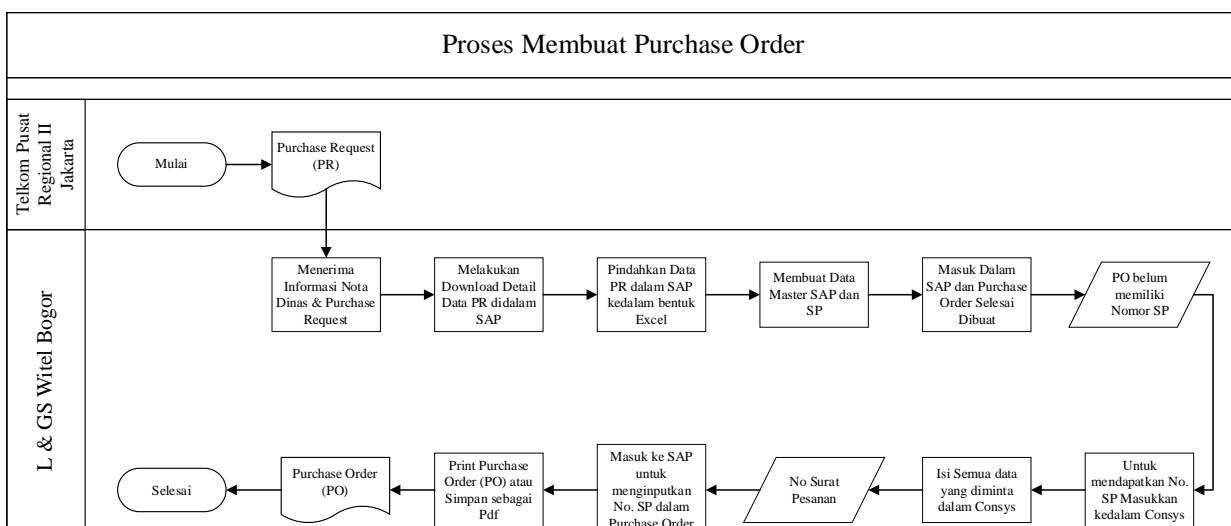 Proses Membuat Purchase Order
Telkom Pusat
Regional II
Jakarta
Mulai
Purchase Request
(PR)
L & GS Witel Bogor
Menerima
Informasi Nota
Dinas & Purchase
Request
Melakukan
Download Detail
Data PR didalam
SAP
Pindahkan Data
PR dalam SAP
kedalam bentuk
Excel
Membuat Data
Master SAP dan
SP
Masuk Dalam
SAP dan Purchase
Order Selesai
Dibuat
PO belum
memiliki
Nomor SP
Untuk
mendapatkan No.
SP Masukkan
kedalam Consys
Isi Semua data
yang diminta
dalam Consys
No Surat
Pesanan
Masuk ke SAP
untuk
menginputkan
No. SP dalam
Purchase Order
Print Purchase
Order (PO) atau
Simpan sebagai
Pdf
Purchase Order
(PO)
Selesai